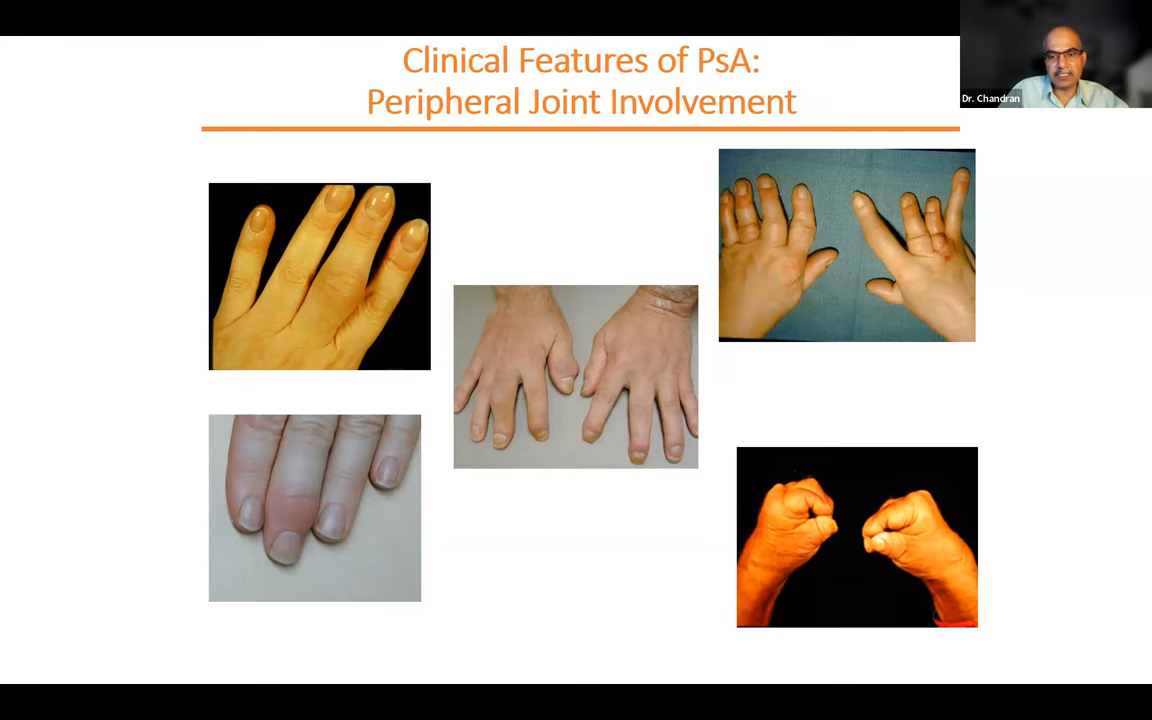 Clinical Features of PsA:
Peripheral Joint Involvement
Dr. Chandran